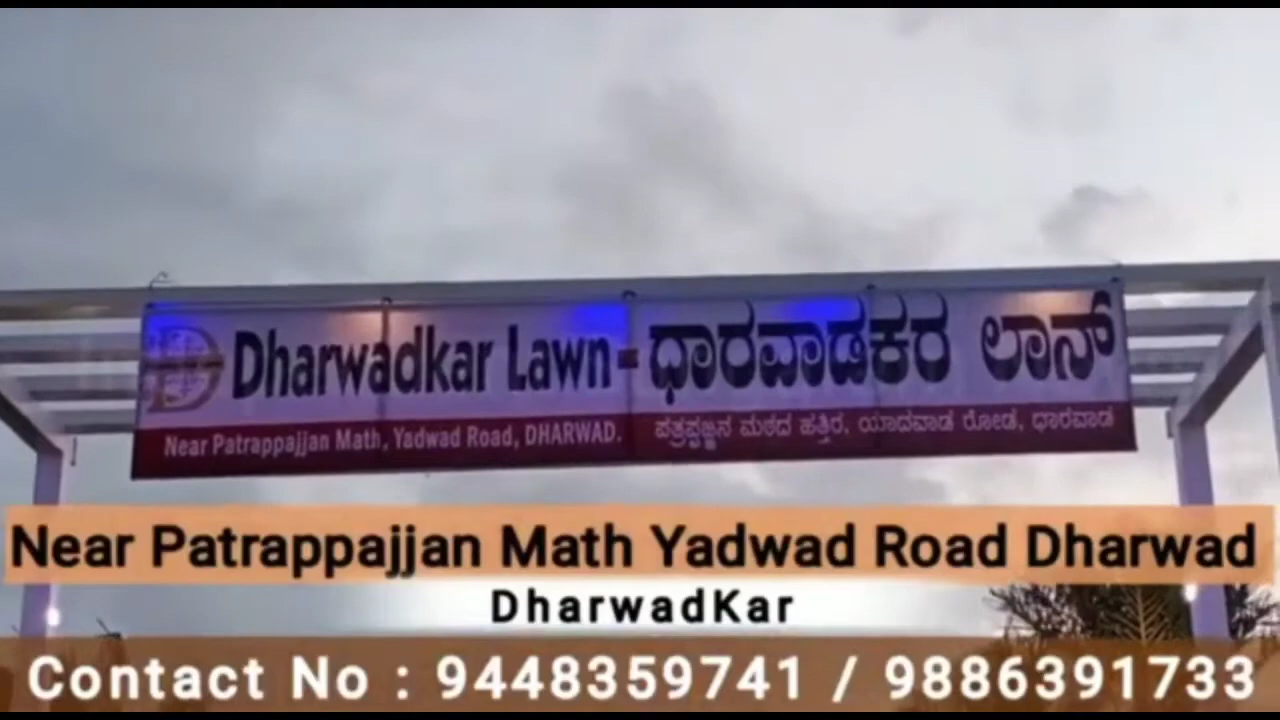 Dharwadkar Lawn - ಧಾರವಾಡಕರ ಲಾನ್
Near Patrappajjan Math, Yadwad Road, DHARWAD. ಪತ್ರಪ್ಪಜ್ಜನ ಮಠದ ಹತ್ತಿರ, ಯಾದವಾಡ ರೋಡ, ಧಾರವಾಡ
Near Patrappajjan Math Yadwad Road Dharwad
DharwadKar
Contact No : 9448359741 / 9886391733